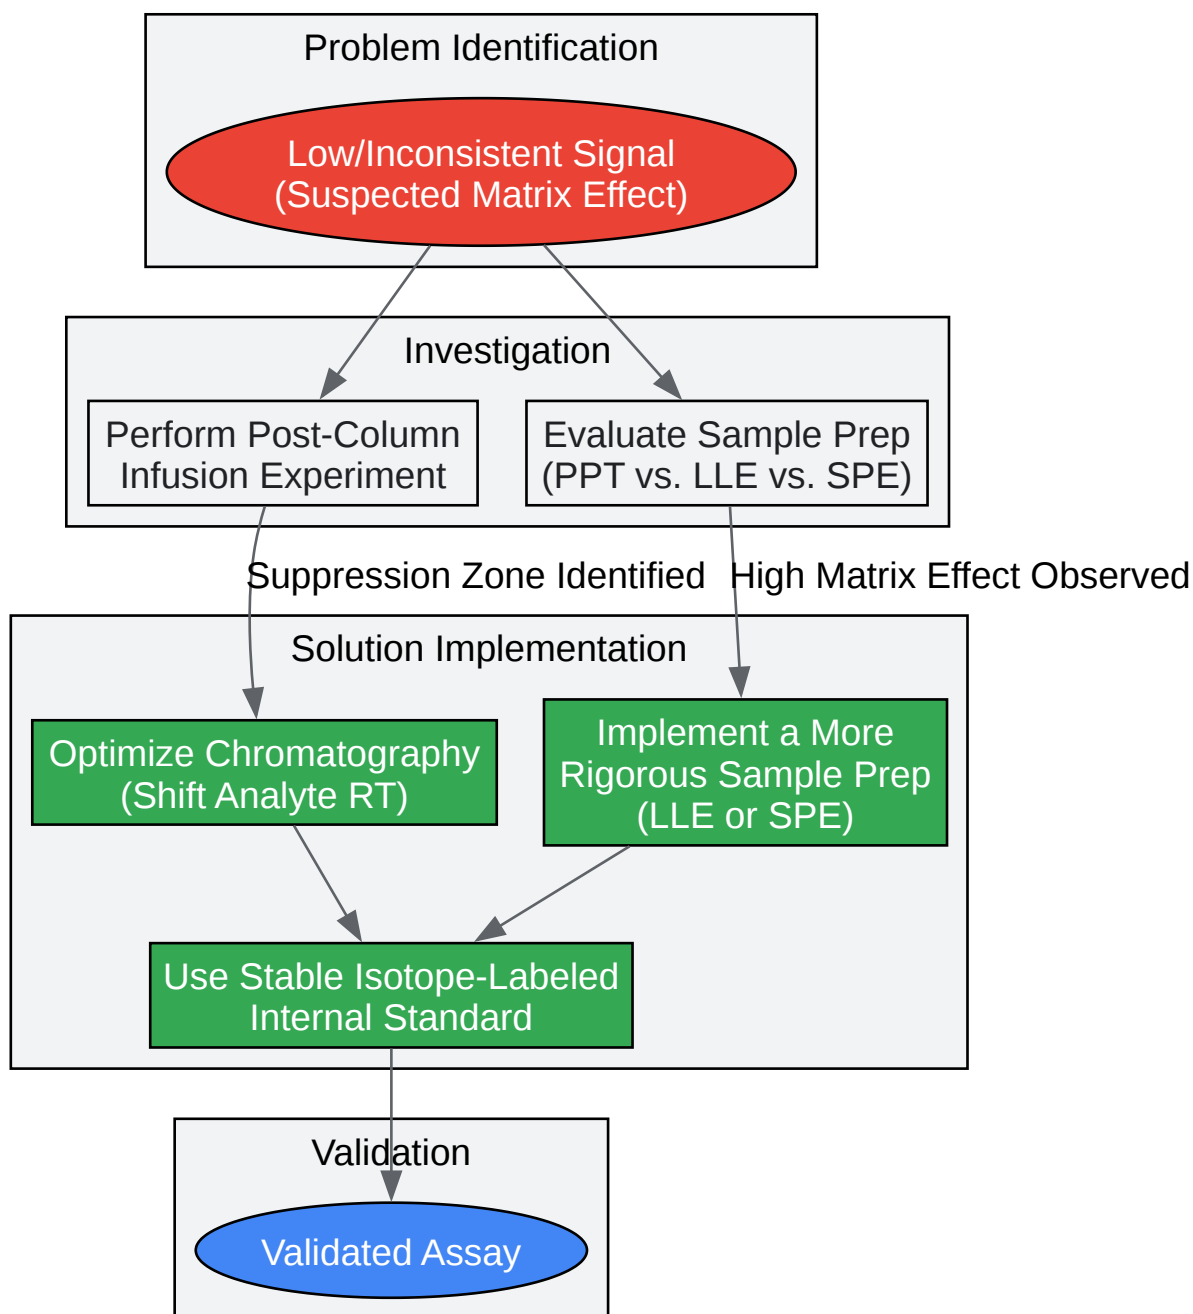 Problem Identification
Low/Inconsistent Signal
(Suspected Matrix Effect)
Investigation
Perform Post-Column
Infusion Experiment
Evaluate Sample Prep
(PPT vs. LLE vs. SPE)
Suppression Zone Identified
High Matrix Effect Observed
Solution Implementation
Optimize Chromatography
(Shift Analyte RT)
Implement a More
Rigorous Sample Prep
(LLE or SPE)
Use Stable Isotope-Labeled
Internal Standard
Validation
Validated Assay